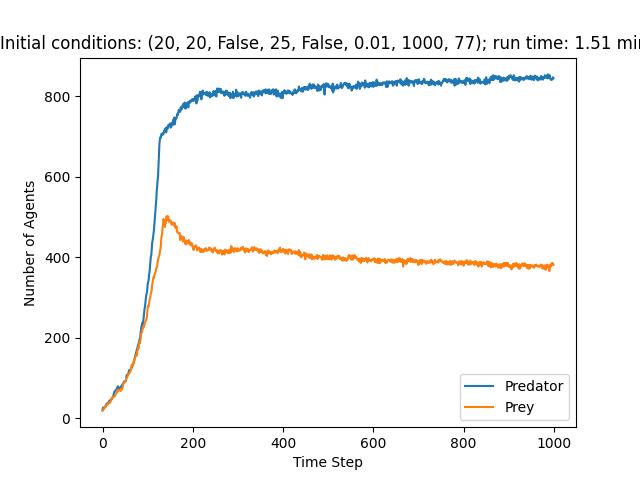 Initial conditions: (20, 20, False, 25, False, 0.01, 1000, 77); run time: 1.51 min
800
600
400
200
0
Number of Agents
Predator
Prey
0 200 400 600 800 1000
Time Step